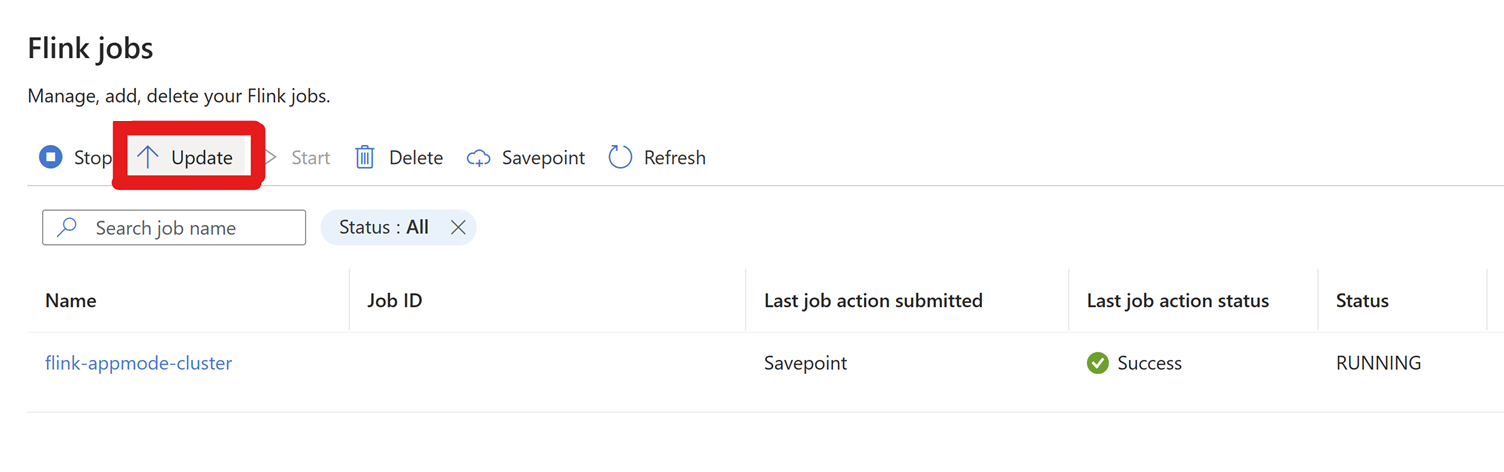 Flink jobs
Manage, add, delete your Flink jobs.
Stop Update Start Delete Savepoint Refresh
Search job name Status : All
Name Job ID Last job action submitted Last job action status Status
flink-appmode-cluster Savepoint Success RUNNING